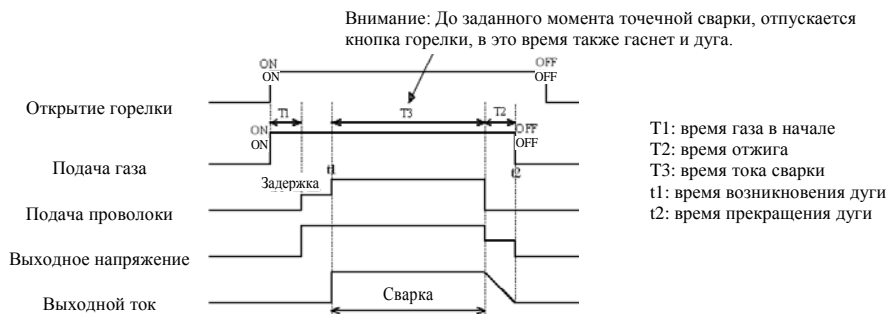 Внимание: До заданного момента точечной сварки, отпускается
кнопка горелки, в это время также гаснет и дуга.
ON
ON
OFF
OFF
Открытие горелки
T1
T3
T2
ON
ON
OFF
OFF
Подача газа
t1
t2
Задержка
Подача проволоки
Выходное напряжение
Выходной ток
Сварка
T1: время газа в начале
T2: время отжига
T3: время тока сварки
t1: время возникновения дуги
t2: время прекращения дуги